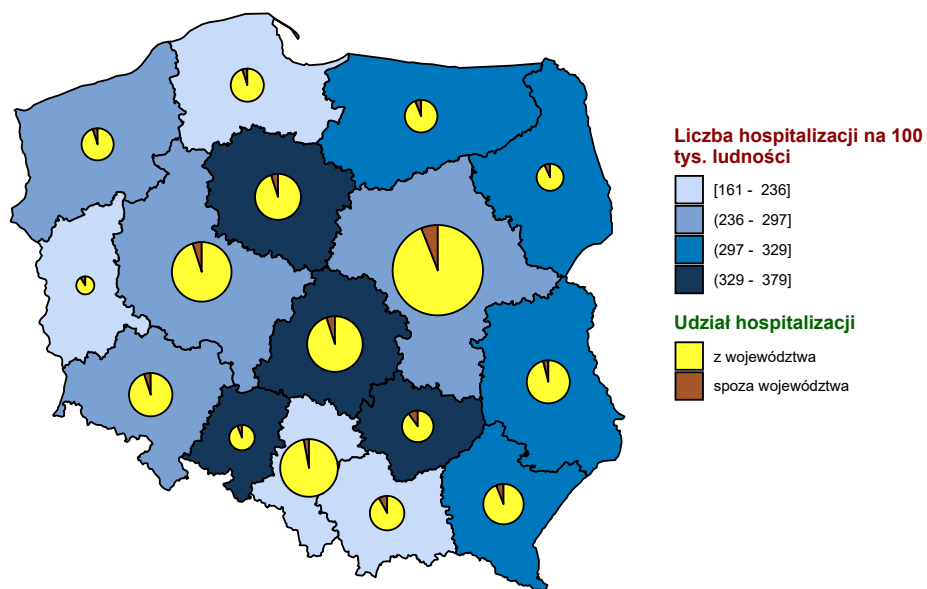 Liczba hospitalizacji na 100
tys. ludności
[161 - 236]
(236 - 297]
(297 - 329]
(329 - 379]
Udział hospitalizacji
z województwa
spoza województwa